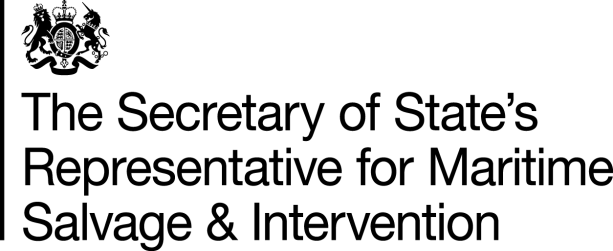 The Secretary of State’s
Representative for Maritime
Salvage & Intervention